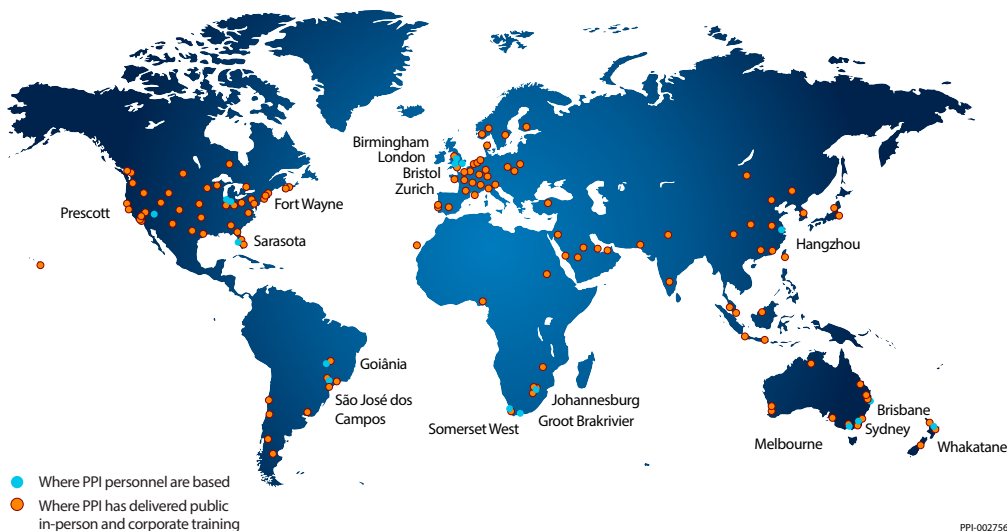 Birmingham
London
Bristol
Zurich
Prescott
Fort Wayne
Sarasota
Hangzhou
Goiânia
São José dos
Campos
Johannesburg
Groot Brakrivier
Somerset West
Brisbane
Sydney
Melbourne
Whakatane
Where PPI personnel are based
Where PPI has delivered public
in-person and corporate training
PPI-002756